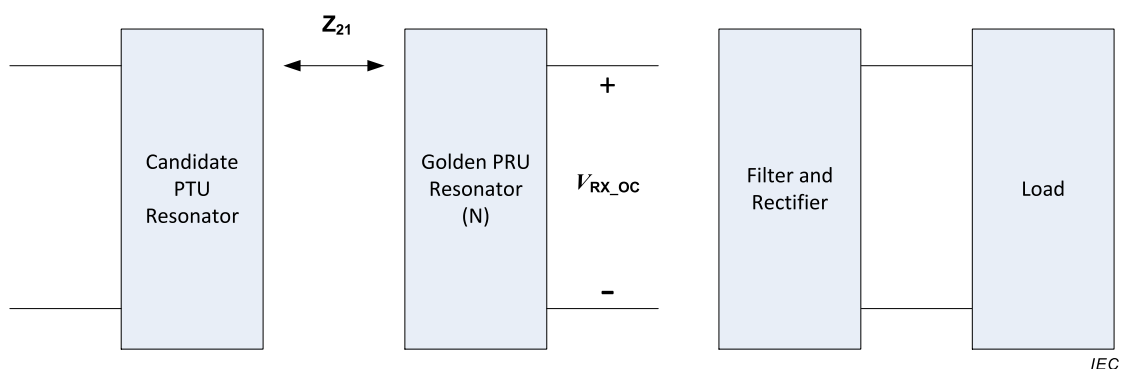 Z21
Candidate
PTU
Resonator
Golden PRU
Resonator
(N)
+
VRX_OC
-
Filter and
Rectifier
Load
IEC